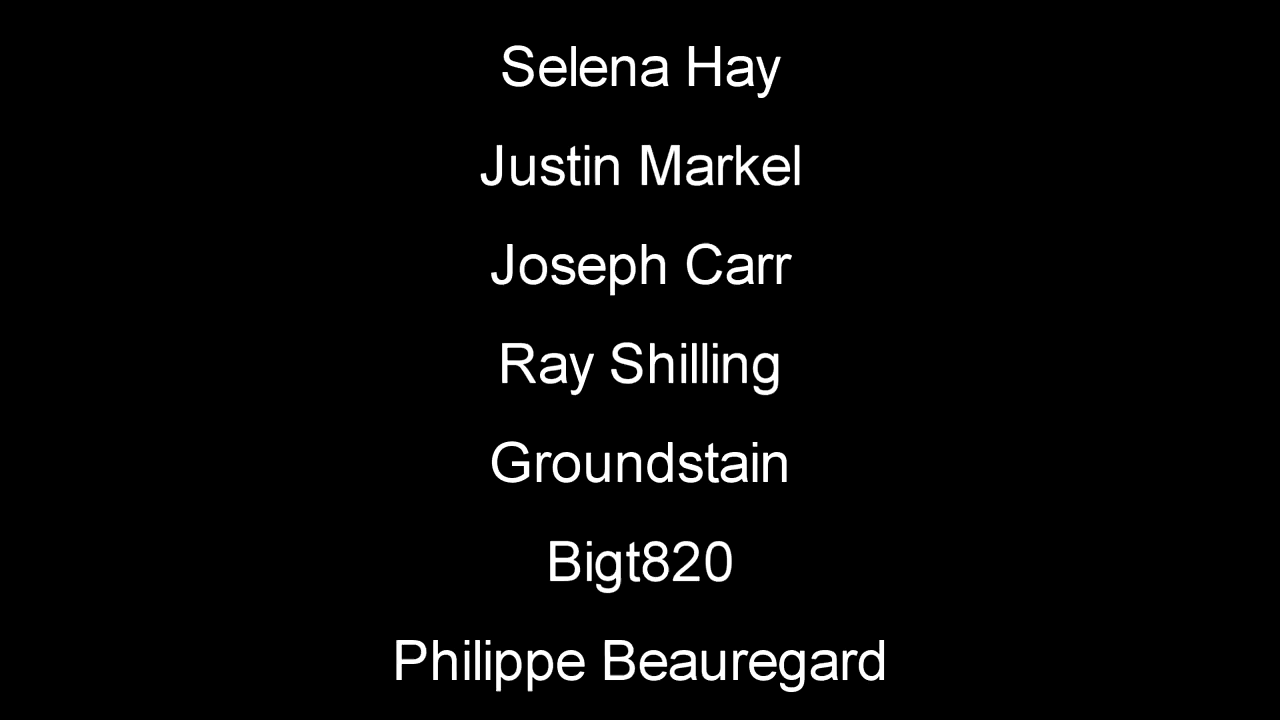 Selena Hay
Justin Markel
Joseph Carr
Ray Shilling
Groundstain
Bigt820
Philippe Beauregard